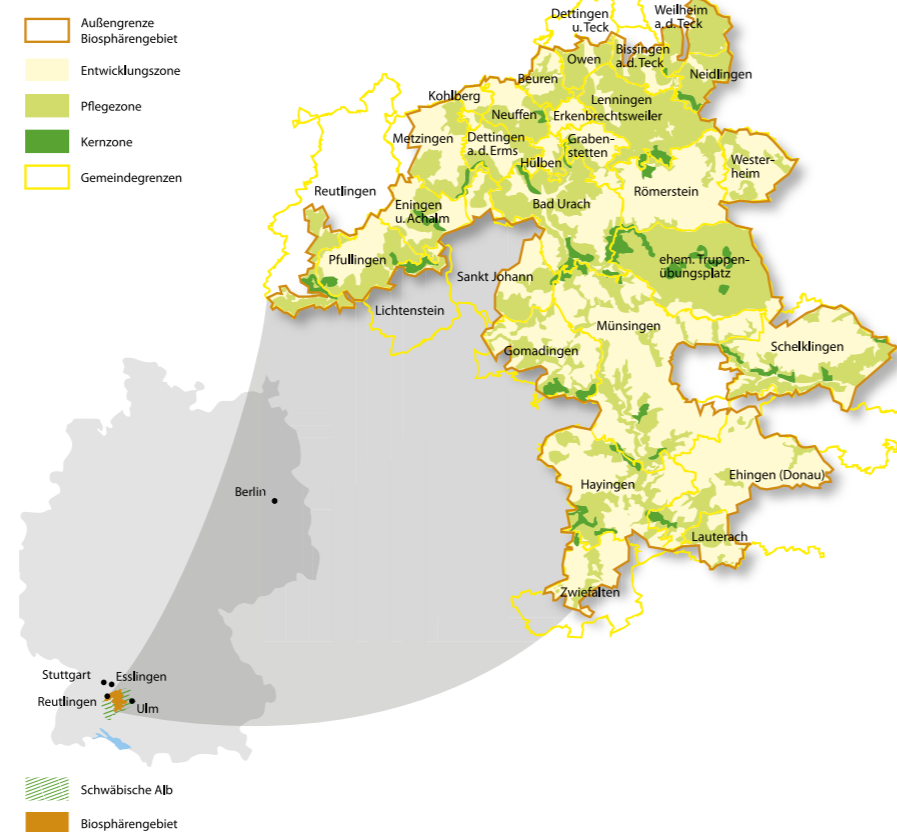 Außengrenze
Biosphärengebiet
Entwicklungszone
Pflegezone
Kernzone
Gemeindegrenzen
Dettingen
u. Teck
Weilheim
a.d. Teck
Owen
Bissingen
a.d. Teck
Neidlingen
Beuren
Kohlberg
Lenningen
Neuffen
Erkenbrechtsweiler
Metzingen
Dettingen
a.d. Erms
Graben-
stetten
Hülben
Wester-
heim
Reutlingen
Römerstein
Eningen
u. Achalm
Bad Urach
Pfullingen
ehem. Truppen-
übungsplatz
Sankt Johann
Lichtenstein
Münsingen
Gomadingen
Schelklingen
Hayingen
Ehingen (Donau)
Lauterach
Zwiefalten
Berlin
Stuttgart
Esslingen
Reutlingen
Ulm
Schwäbische Alb
Biosphärengebiet